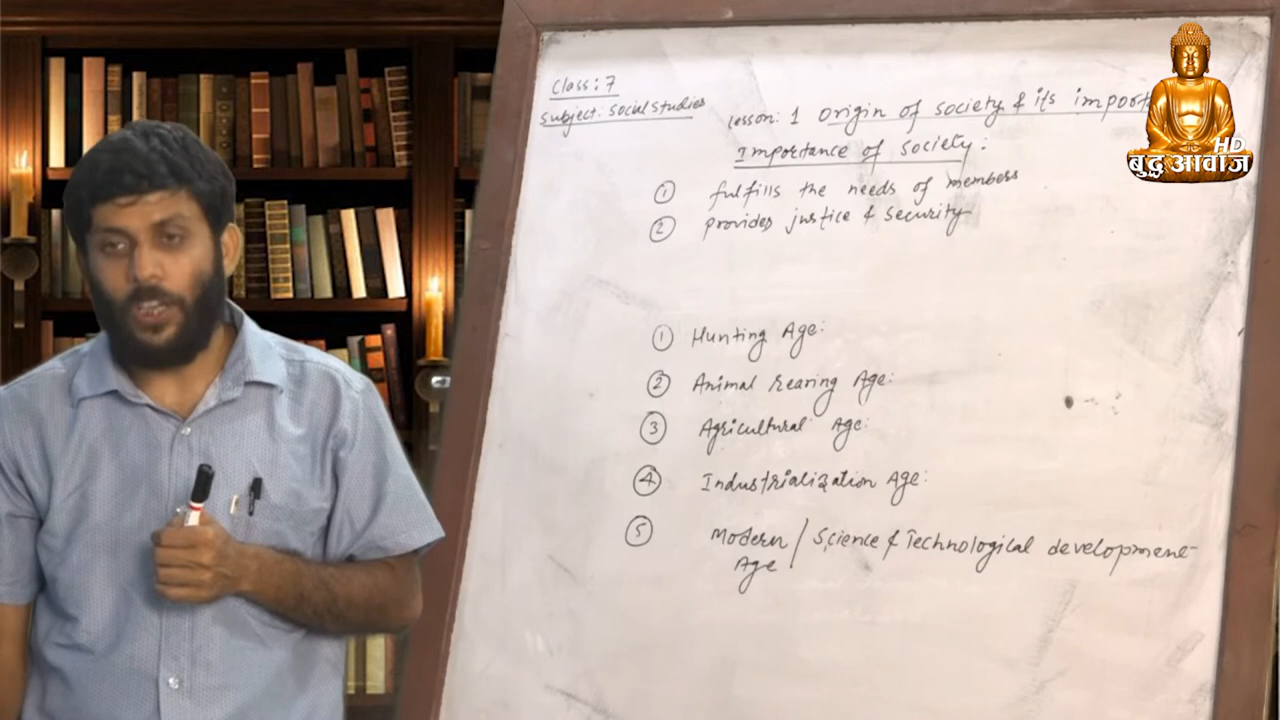 Class: 7
Subject: Social studies
Lesson: 1 Origin of society & its import
Importance of society:
① fulfills the needs of members
② provides justice & security
① Hunting Age:
② Animal rearing Age:
③ Agricultural Age:
④ Industrialization Age:
⑤ Modern / Science & Technological development
Age
HD
बुद्ध आवाज